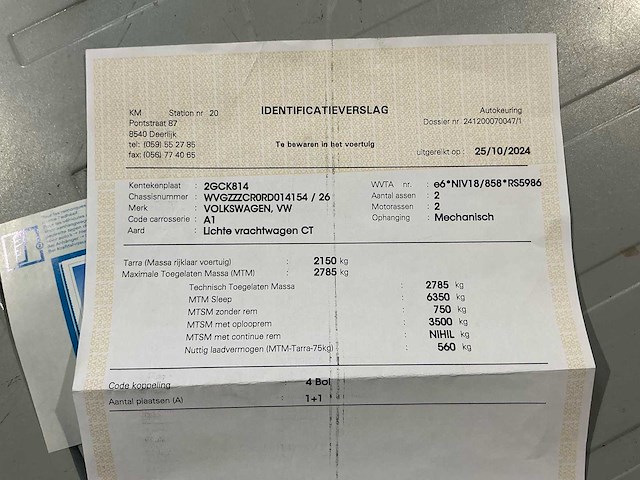 KM Station nr 20 IDENTIFICATIEVERSLAG Autokeuring
Pontstraat 87 Dossier nr 241200070047/1
8540 Deerlijk
tel: (059) 55 27 85 Te bewaren in het voertuig
fax: (056) 77 40 65 uitgereikt op : 25/10/2024
Kentekenplaat : 2GCK814 WVTA nr. : e6*NIV18/858*RS5986
Chassisnummer : WVGZZZCR0RD014154 / 26 Aantal assen : 2
Merk : VOLKSWAGEN, VW Motorassen : 2
Code carrosserie : A1 Ophanging : Mechanisch
Aard : Lichte vrachtwagen CT
Tarra (Massa rijklaar voertuig) : 2150 kg
Maximale Toegelaten Massa (MTM) : 2785 kg
Technisch Toegelaten Massa : 2785 kg
MTM Sleep : 6350 kg
MTSM zonder rem : 750 kg
MTSM met oplooprem : 3500 kg
MTSM met continue rem : NIHIL kg
Nuttig laadvermogen (MTM-Tarra-75kg) : 560 kg
Code koppeling : 4 Bol
Aantal plaatsen (A) : 1+1